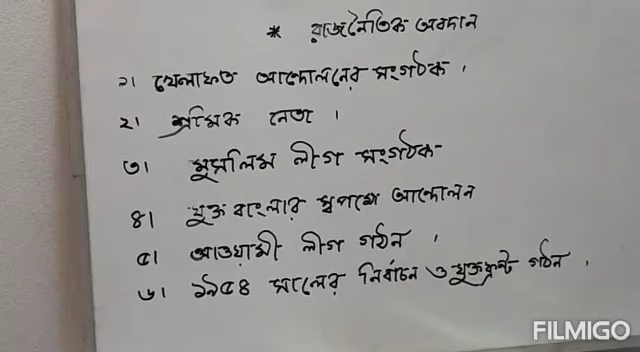 * রাজনৈতিক অবদান
১। খেলাফত আন্দোলনের সংগঠক।
২। শ্রমিক নেতা।
৩। মুসলিম লীগ সংগঠক
৪। যুক্ত বাংলার স্বপক্ষে আন্দোলন
৫। আওয়ামী লীগ গঠন।
৬। ১৯৫৪ সালের নির্বাচন ও যুক্তফ্রন্ট গঠন।
FILMIGO